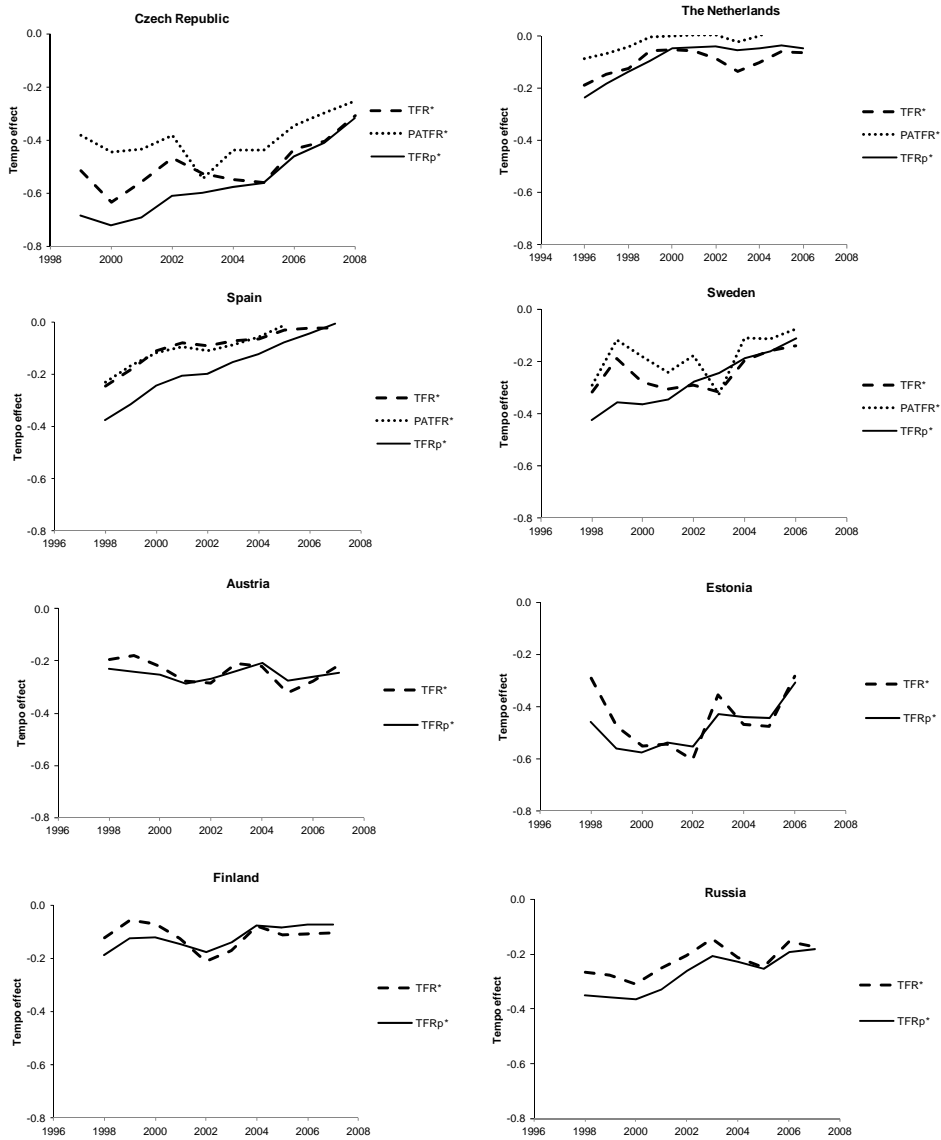 Czech Republic
0.0
-0.2
-0.4
-0.6
-0.8
Tempo effect
1998
2000
2002
2004
2006
2008
TFR*
PATFR*
TFRp*
The Netherlands
0.0
-0.2
-0.4
-0.6
-0.8
Tempo effect
1994
1996
1998
2000
2002
2004
2006
2008
TFR*
PATFR*
TFRp*
Spain
0.0
-0.2
-0.4
-0.6
-0.8
Tempo effect
1996
1998
2000
2002
2004
2006
2008
TFR*
PATFR*
TFRp*
Sweden
0.0
-0.2
-0.4
-0.6
-0.8
Tempo effect
1996
1998
2000
2002
2004
2006
2008
TFR*
PATFR*
TFRp*
Austria
0.0
-0.2
-0.4
-0.6
-0.8
Tempo effect
1996
1998
2000
2002
2004
2006
2008
TFR*
TFRp*
Estonia
0.0
-0.2
-0.4
-0.6
-0.8
Tempo effect
1996
1998
2000
2002
2004
2006
2008
TFR*
TFRp*
Finland
0.0
-0.2
-0.4
-0.6
-0.8
Tempo effect
1996
1998
2000
2002
2004
2006
2008
TFR*
TFRp*
Russia
0.0
-0.2
-0.4
-0.6
-0.8
Tempo effect
1996
1998
2000
2002
2004
2006
2008
TFR*
TFRp*